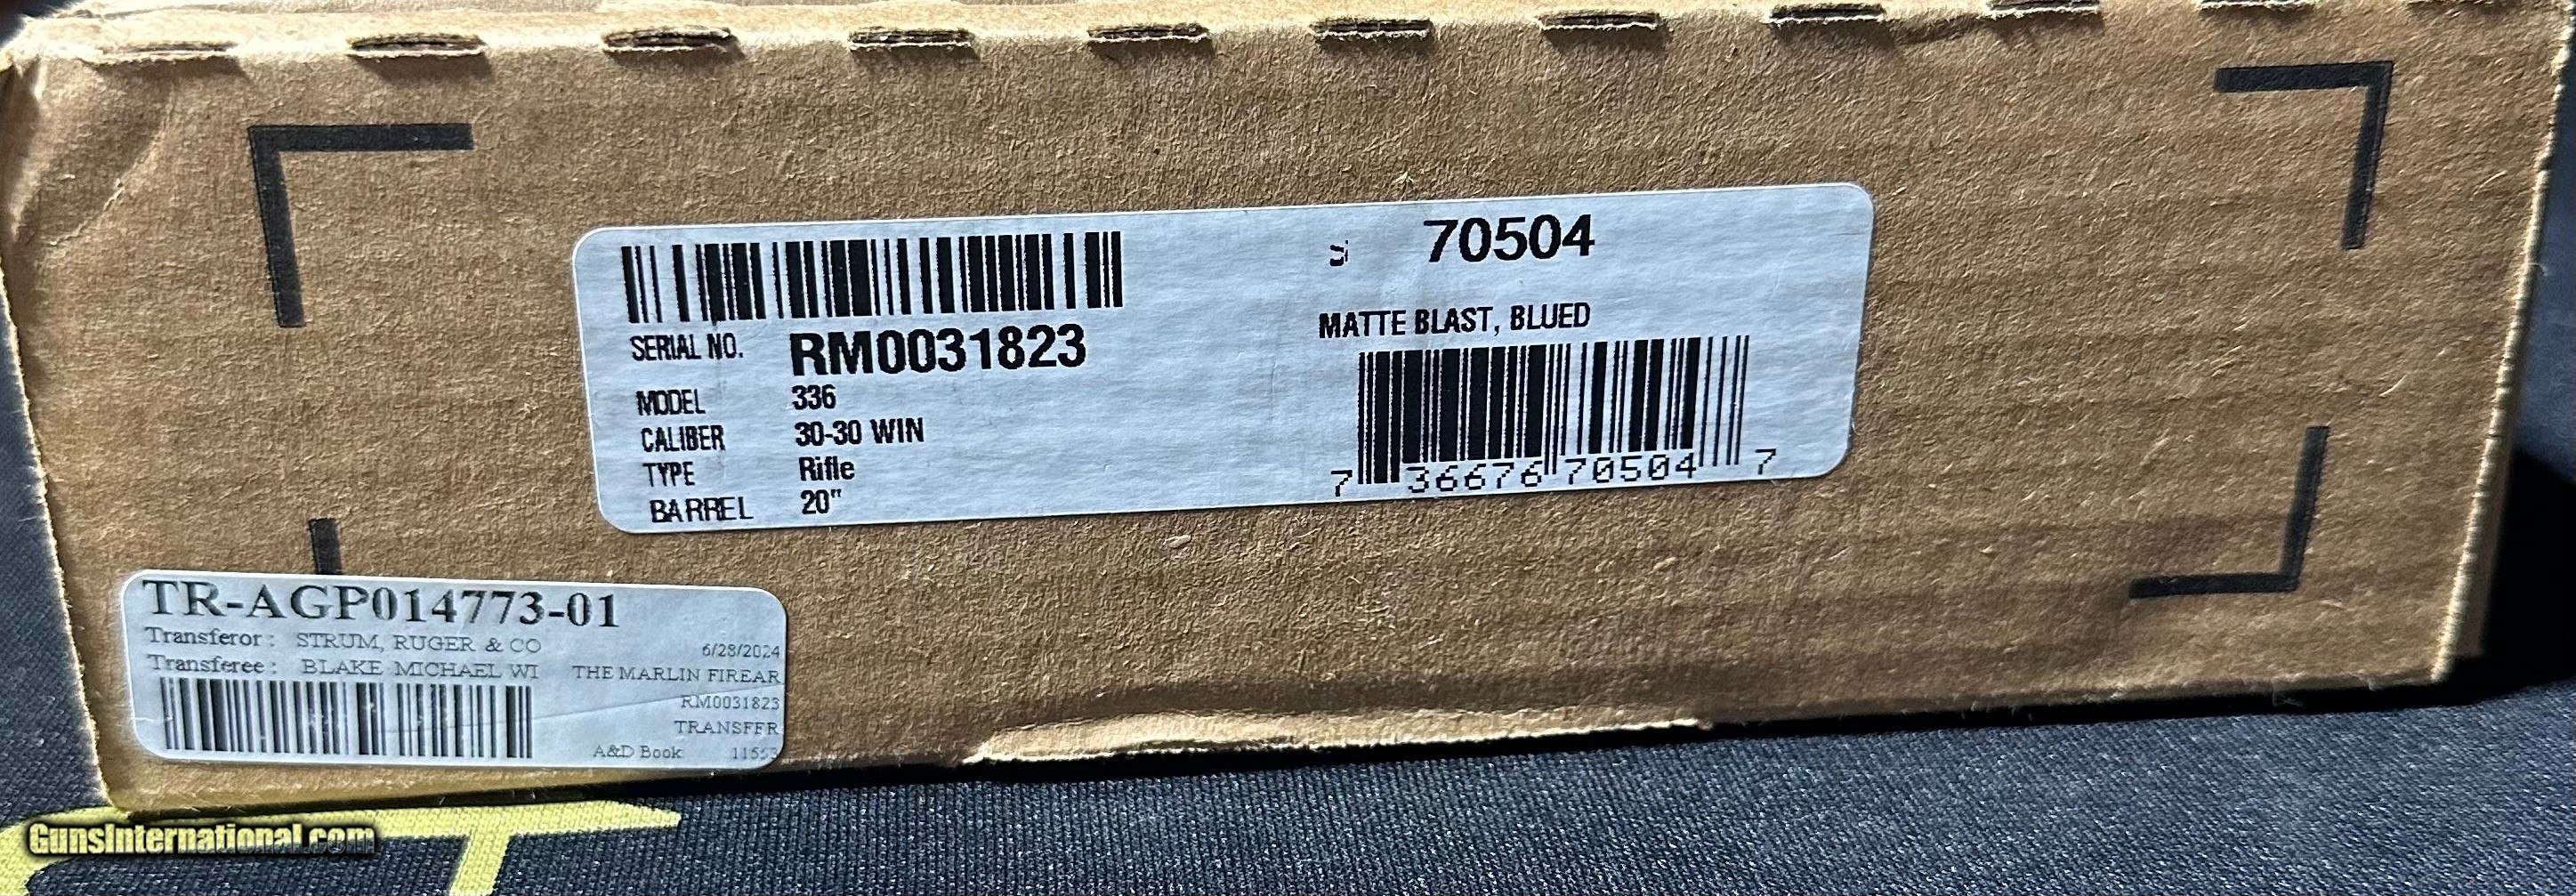 SERIAL NO. RM0031823
MODEL 336
CALIBER 30-30 WIN
TYPE Rifle
BARREL 20"
70504
MATTE BLAST, BLUED
7 36676 70504 7
TR-AGP014773-01
Transferor : STRUM, RUGER & CO
6/28/2024
Transferee : BLAKE MICHAEL WI
THE MARLIN FIREAR
RM0031823
TRANSFER
A&D Book
GunsInternational.com